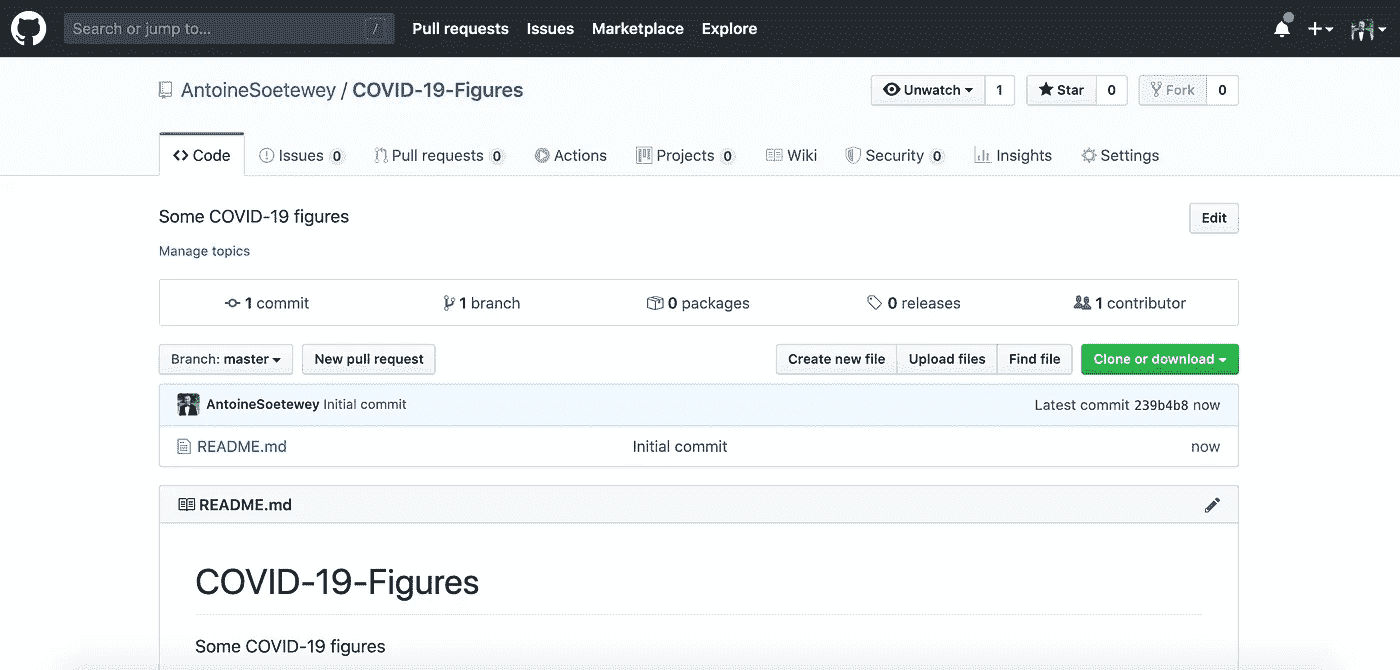 Search or jump to... / Pull requests Issues Marketplace Explore
AntoineSoetewey / COVID-19-Figures Unwatch 1 Star 0 Fork 0
Code Issues 0 Pull requests 0 Actions Projects 0 Wiki Security 0 Insights Settings
Some COVID-19 figures Edit
Manage topics
1 commit 1 branch 0 packages 0 releases 1 contributor
Branch: master New pull request Create new file Upload files Find file Clone or download
AntoineSoetewey Initial commit Latest commit 239b4b8 now
README.md Initial commit now
README.md
COVID-19-Figures
Some COVID-19 figures